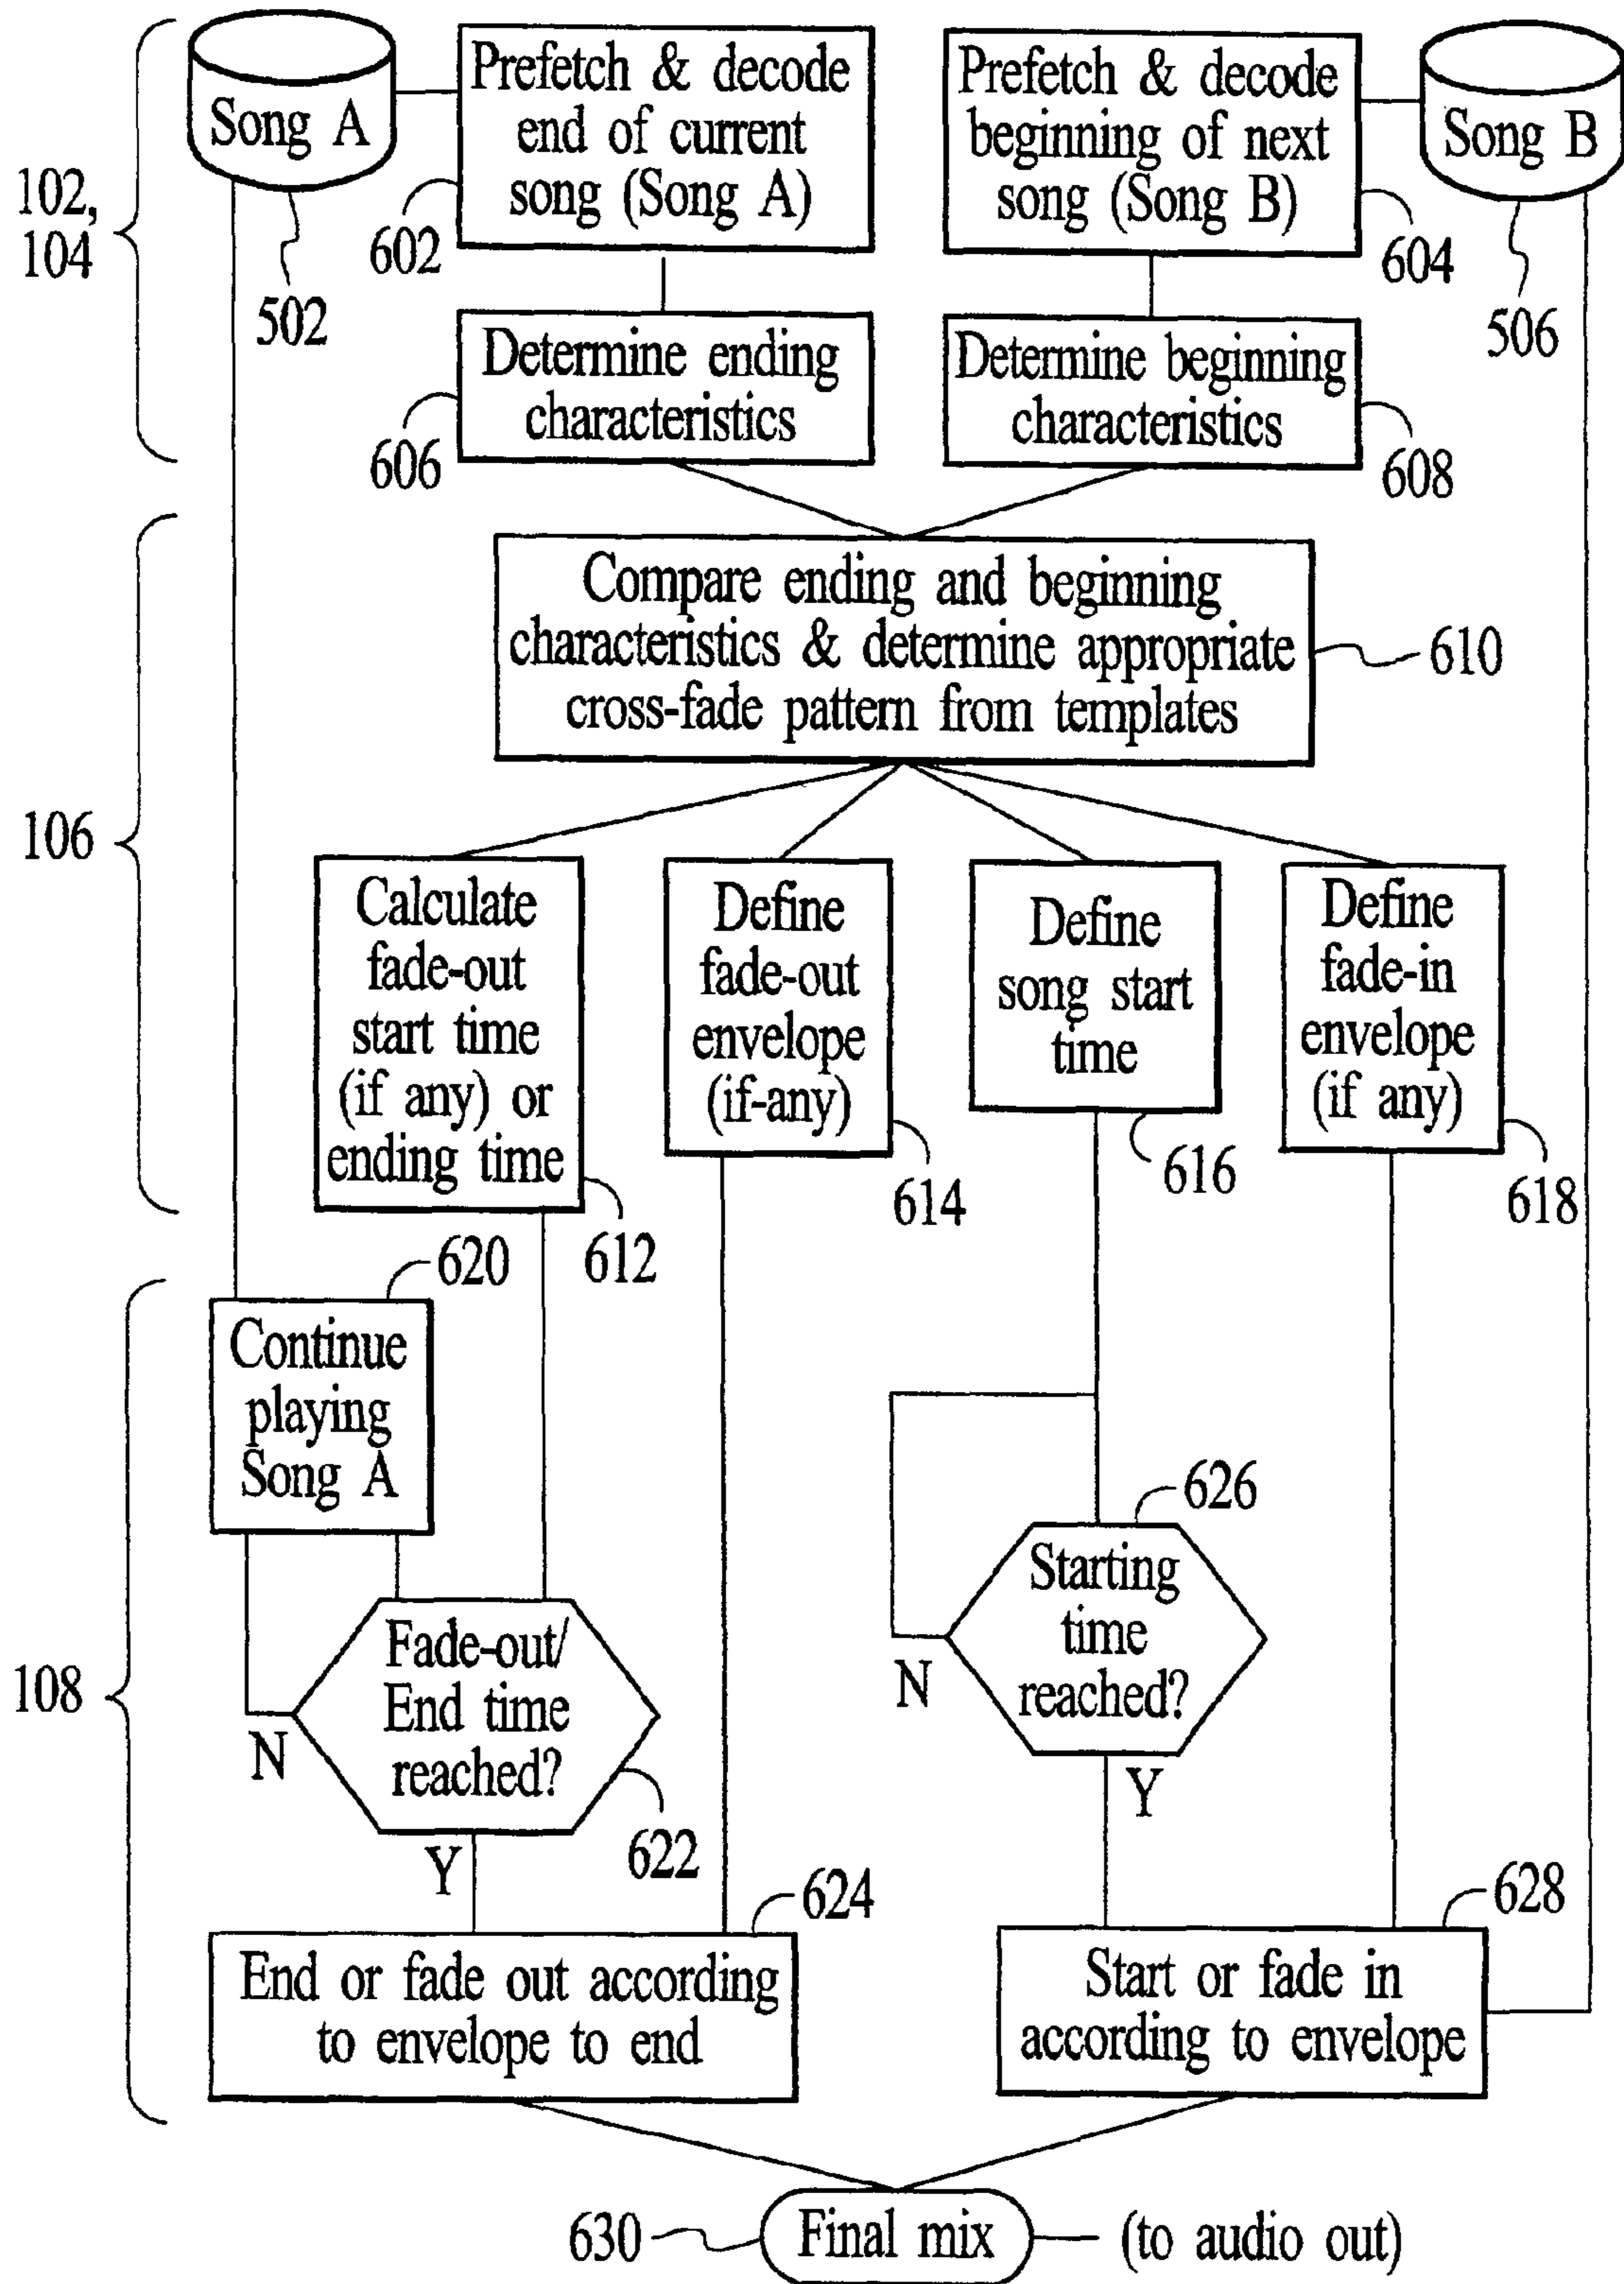 Song A
Prefetch & decode
end of current
song (Song A)
Prefetch & decode
beginning of next
song (Song B)
Song B
102,
104
602
604
502
506
Determine ending
characteristics
Determine beginning
characteristics
606
608
Compare ending and beginning
characteristics & determine appropriate
cross-fade pattern from templates
610
106
Calculate
fade-out
start time
(if any) or
ending time
Define
fade-out
envelope
(if-any)
Define
song start
time
Define
fade-in
envelope
(if any)
612
614
616
618
620
Continue
playing
Song A
626
Starting
time
reached?
N
Y
108
Fade-out/
End time
reached?
N
Y
622
624
628
End or fade out according
to envelope to end
Start or fade in
according to envelope
630
Final mix
(to audio out)